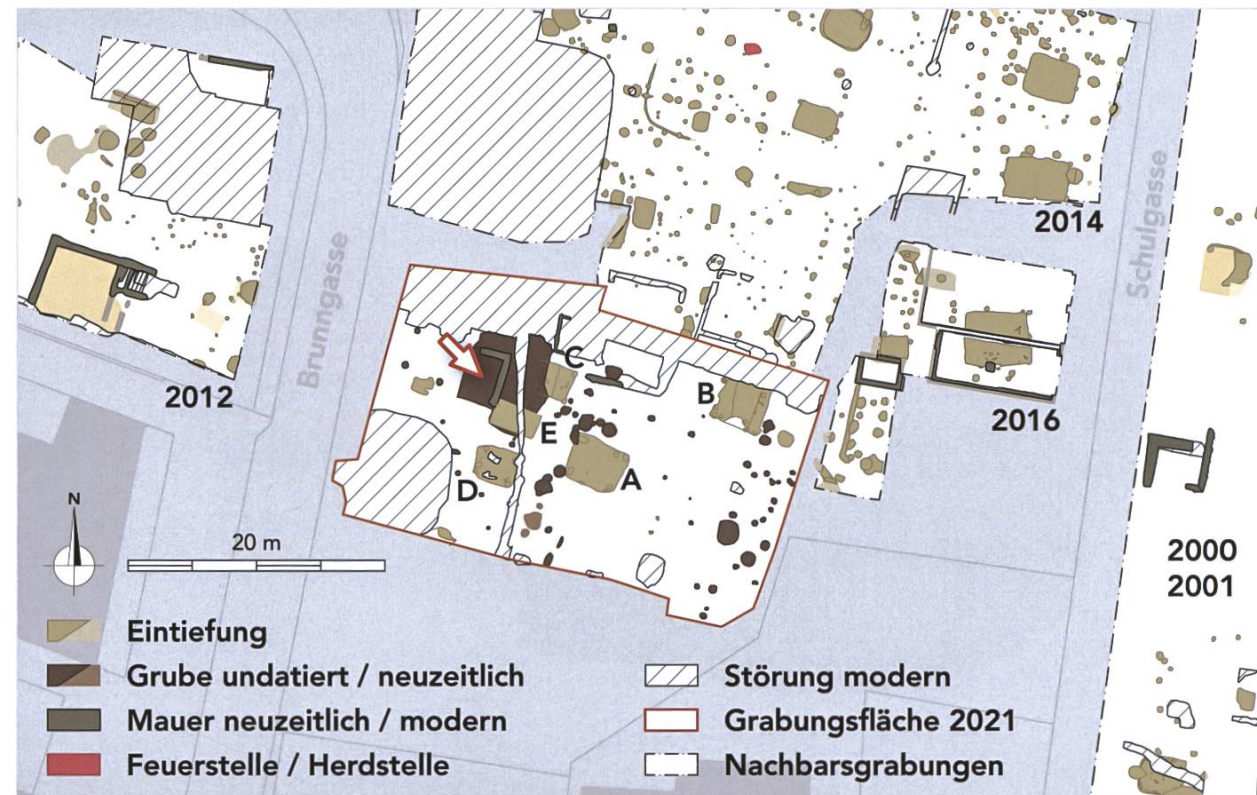 Brunngasse
Schulgasse
2014
2012
2016
C
B
E
A
D
N
20 m
2000
2001
Eintiefung
Grube undatiert / neuzeitlich
Mauer neuzeitlich / modern
Feuerstelle / Herdstelle
Störung modern
Grabungsfläche 2021
Nachbarsgrabungen